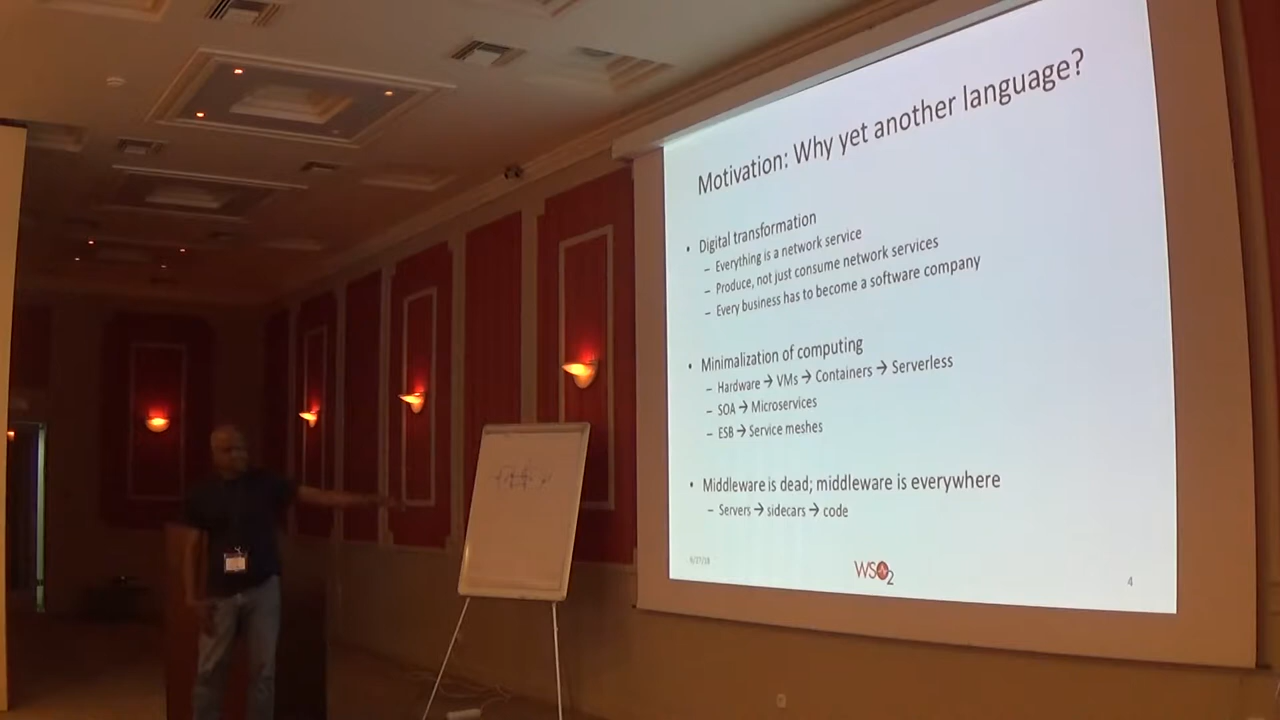 Motivation: Why yet another language?
• Digital transformation
– Everything is a network service
– Produce, not just consume network services
– Every business has to become a software company
• Minimalization of computing
– Hardware → VMs → Containers → Serverless
– SOA → Microservices
– ESB → Service meshes
• Middleware is dead; middleware is everywhere
– Servers → sidecars → code
WSO2
4